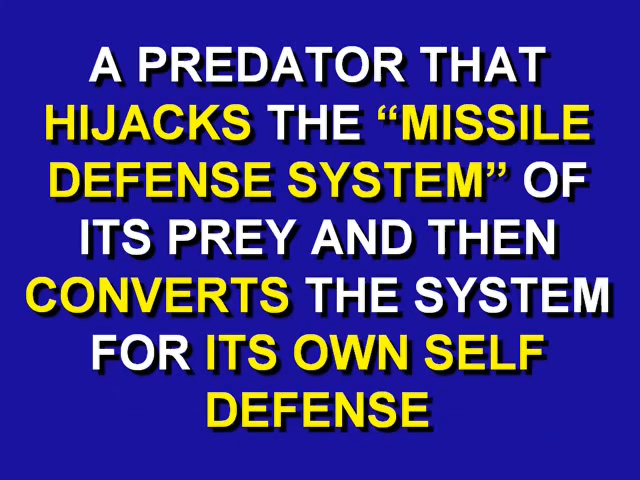 A PREDATOR THAT
HIJACKS THE “MISSILE
DEFENSE SYSTEM” OF
ITS PREY AND THEN
CONVERTS THE SYSTEM
FOR ITS OWN SELF
DEFENSE